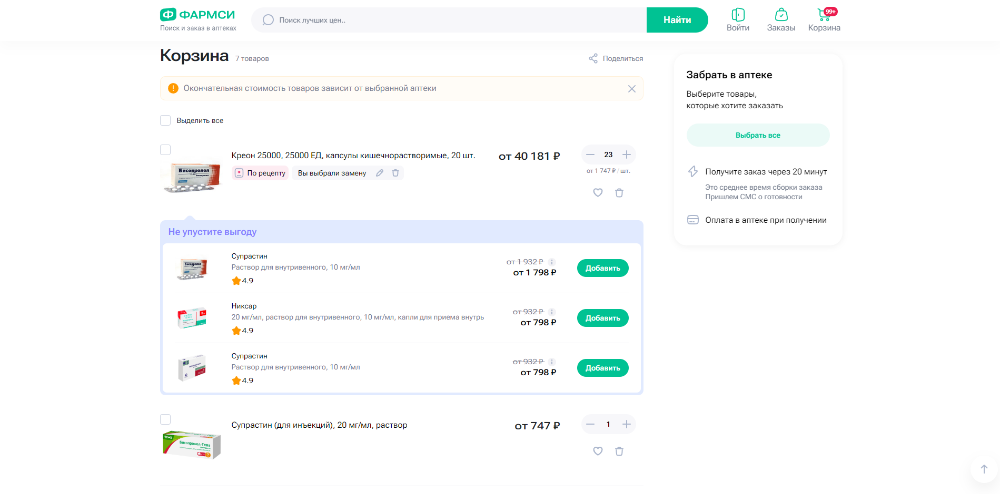 ФАРМСИ
Поиск и заказ в аптеках
Поиск лучших цен..
Найти
Войти
Заказы
99+
Корзина
Корзина 7 товаров
Поделиться
Окончательная стоимость товаров зависит от выбранной аптеки
Выделить все
Креон 25000, 25000 ЕД, капсулы кишечнорастворимые, 20 шт.
По рецепту
Вы выбрали замену
от 40 181 ₽
23
от 1 747 ₽ / шт.
Бисопролол
Не упустите выгоду
Бисопролол
Супрастин
Раствор для внутривенного, 10 мг/мл
4.9
от 1 932 ₽
от 1 798 ₽
Добавить
Никсар
20 мг/мл, раствор для внутривенного, 10 мг/мл, капли для приема внутрь
4.9
от 932 ₽
от 798 ₽
Добавить
Супрастин
Раствор для внутривенного, 10 мг/мл
4.9
от 932 ₽
от 798 ₽
Добавить
Супрастин (для инъекций), 20 мг/мл, раствор
от 747 ₽
1
teva
Бисопролол-Тева
Забрать в аптеке
Выберите товары,
которые хотите заказать
Выбрать все
Получите заказ через 20 минут
Это среднее время сборки заказа
Пришлем СМС о готовности
Оплата в аптеке при получении